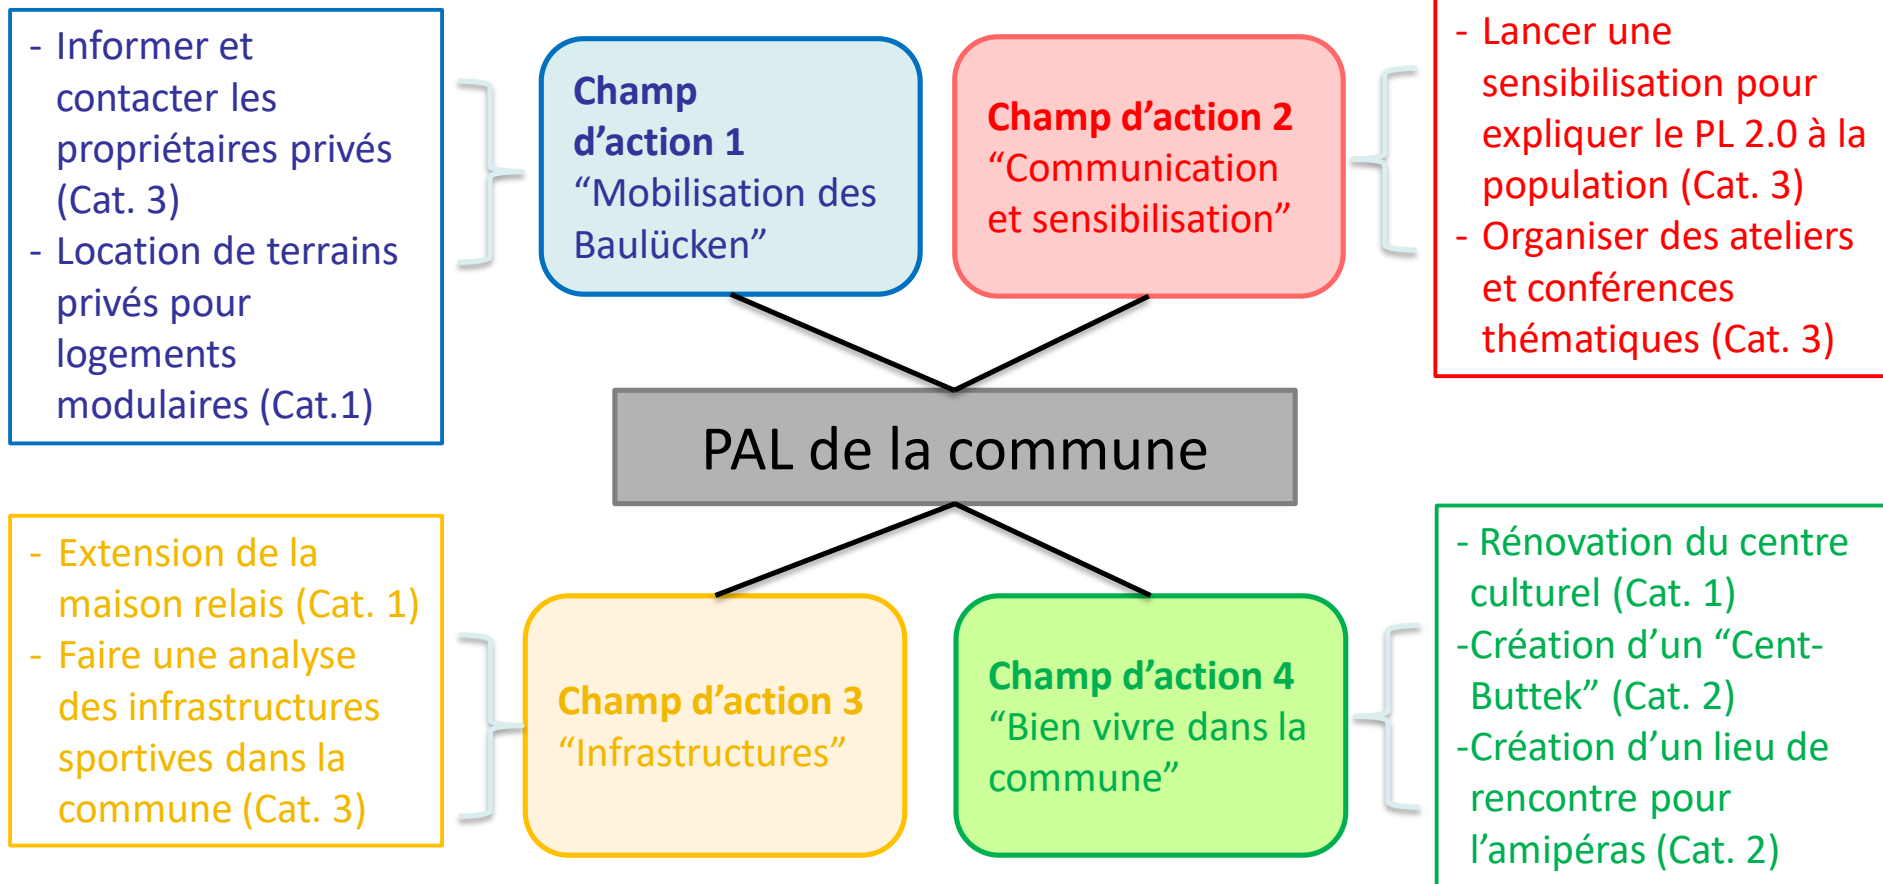 - Informer et
contacter les
propriétaires privés
(Cat. 3)
- Location de terrains
privés pour
logements
modulaires (Cat.1)
Champ
d’action 1
“Mobilisation des
Baulücken”
Champ d’action 2
“Communication
et sensibilisation”
- Lancer une
sensibilisation pour
expliquer le PL 2.0 à la
population (Cat. 3)
- Organiser des ateliers
et conférences
thématiques (Cat. 3)
PAL de la commune
- Extension de la
maison relais (Cat. 1)
- Faire une analyse
des infrastructures
sportives dans la
commune (Cat. 3)
Champ d’action 3
“Infrastructures”
Champ d’action 4
“Bien vivre dans la
commune”
- Rénovation du centre
culturel (Cat. 1)
-Création d’un “Cent-
Buttek” (Cat. 2)
-Création d’un lieu de
rencontre pour
l’amipéras (Cat. 2)